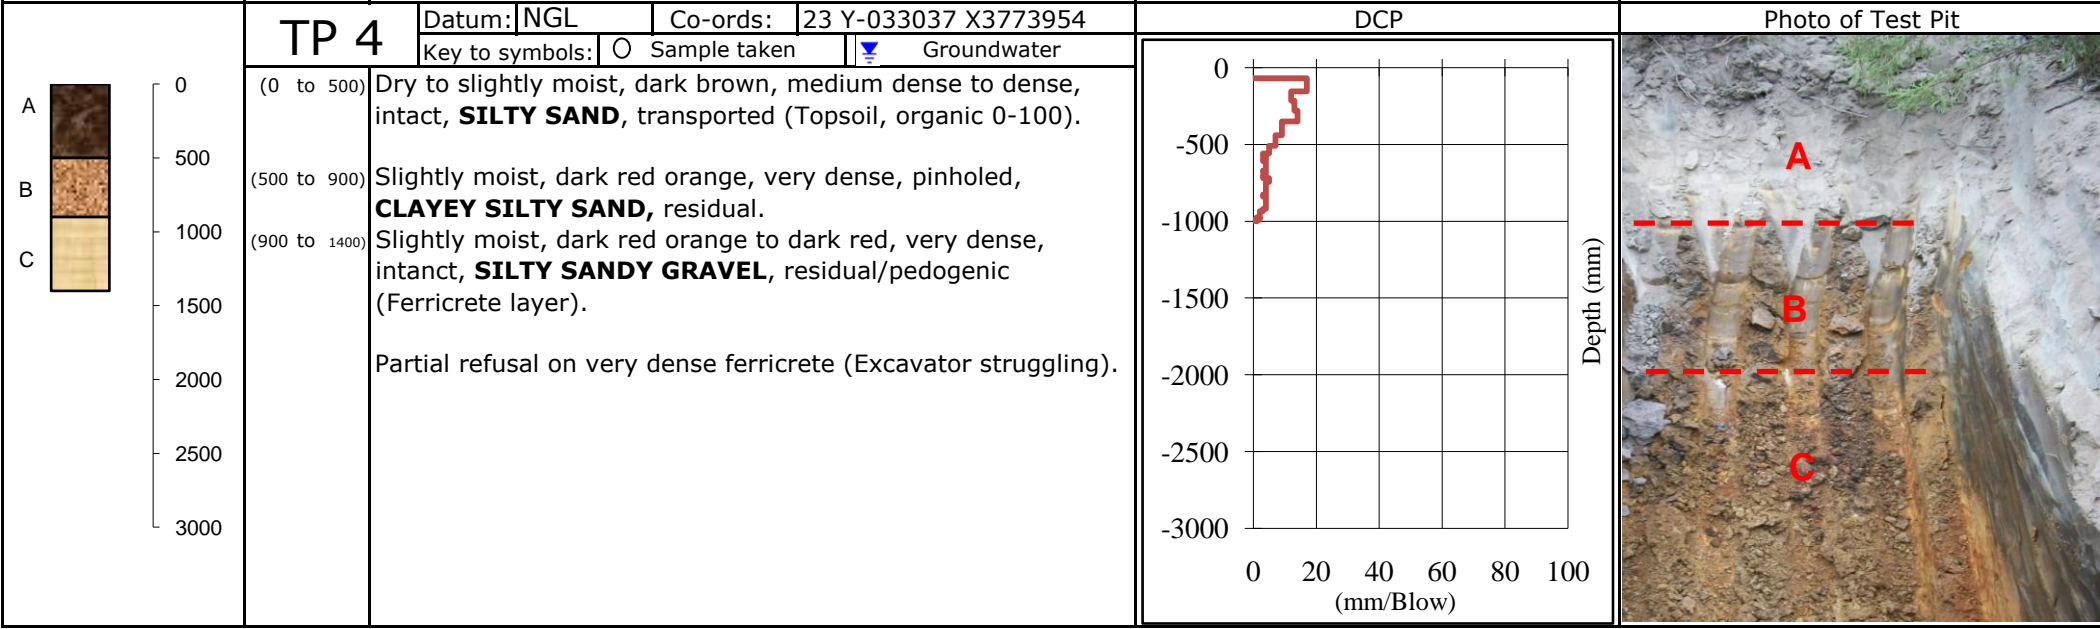 TP 4
Datum: NGL Co-ords: 23 Y-033037 X3773954
Key to symbols: Sample taken Groundwater
DCP
Photo of Test Pit
A
B
C
0
500
1000
1500
2000
2500
3000
(0 to 500) Dry to slightly moist, dark brown, medium dense to dense,
intact, SILTY SAND, transported (Topsoil, organic 0-100).
(500 to 900) Slightly moist, dark red orange, very dense, pinholed,
CLAYEY SILTY SAND, residual.
(900 to 1400) Slightly moist, dark red orange to dark red, very dense,
intanct, SILTY SANDY GRAVEL, residual/pedogenic
(Ferricrete layer).
Partial refusal on very dense ferricrete (Excavator struggling).
0
-500
-1000
-1500
-2000
-2500
-3000
0 20 40 60 80 100
(mm/Blow)
Depth (mm)
A
B
C